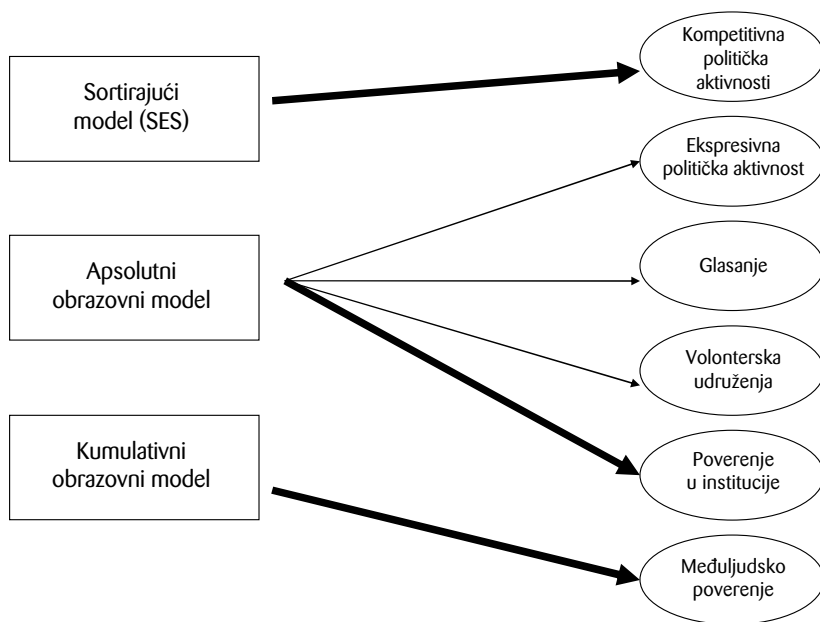 Sortirajući
model (SES)
Apsolutni
obrazovni model
Kumulativni
obrazovni model
Kompetitivna
politička
aktivnosti
Ekspresivna
politička aktivnost
Glasanje
Volonterska
udruženja
Poverenje
u institucije
Međuljudsko
poverenje